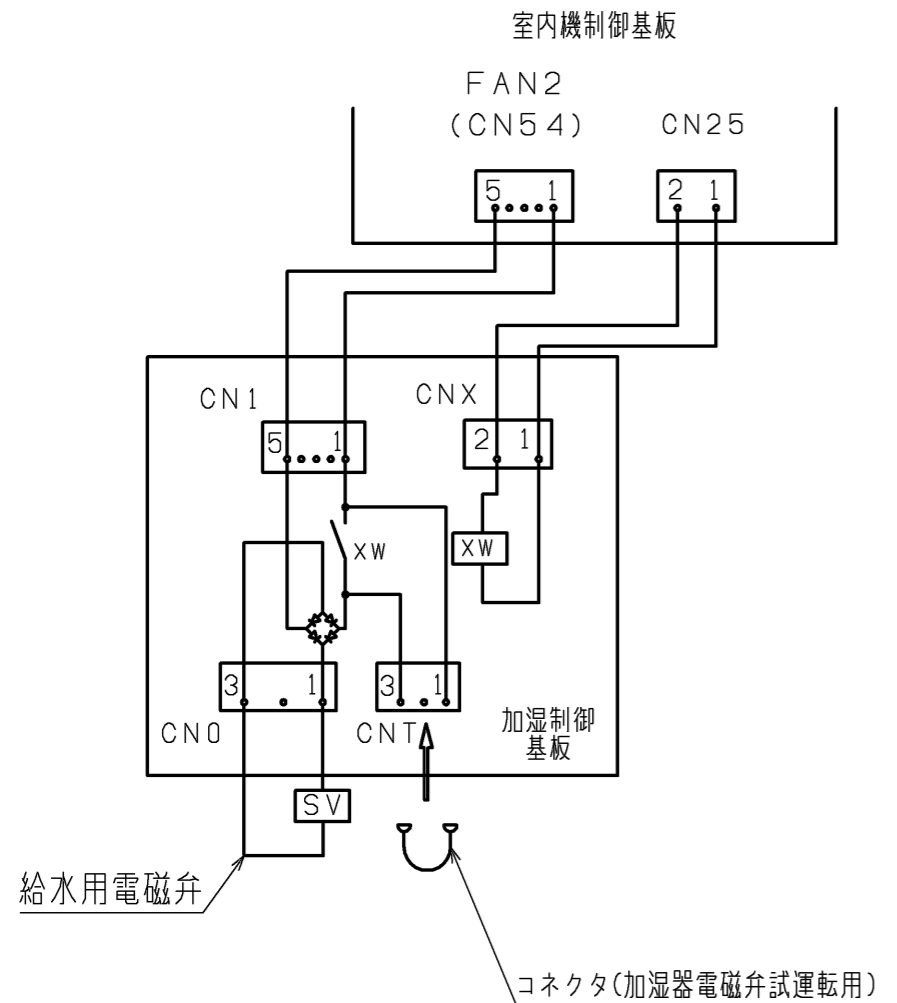 室内機制御基板
FAN2
(CN54)
CN25
5 1
2 1
CN1
CNX
5 1
2 1
XW
XW
3 1
3 1
CNO
CNT
加湿制御
基板
SV
給水用電磁弁
コネクタ(加湿器電磁弁試運転用)